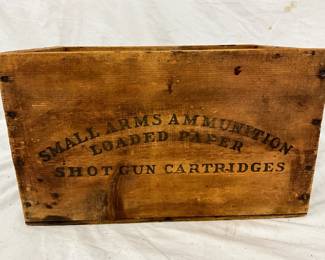 SMALL ARMS AMMUNITION
LOADED PAPER
SHOT GUN CARTRIDGES